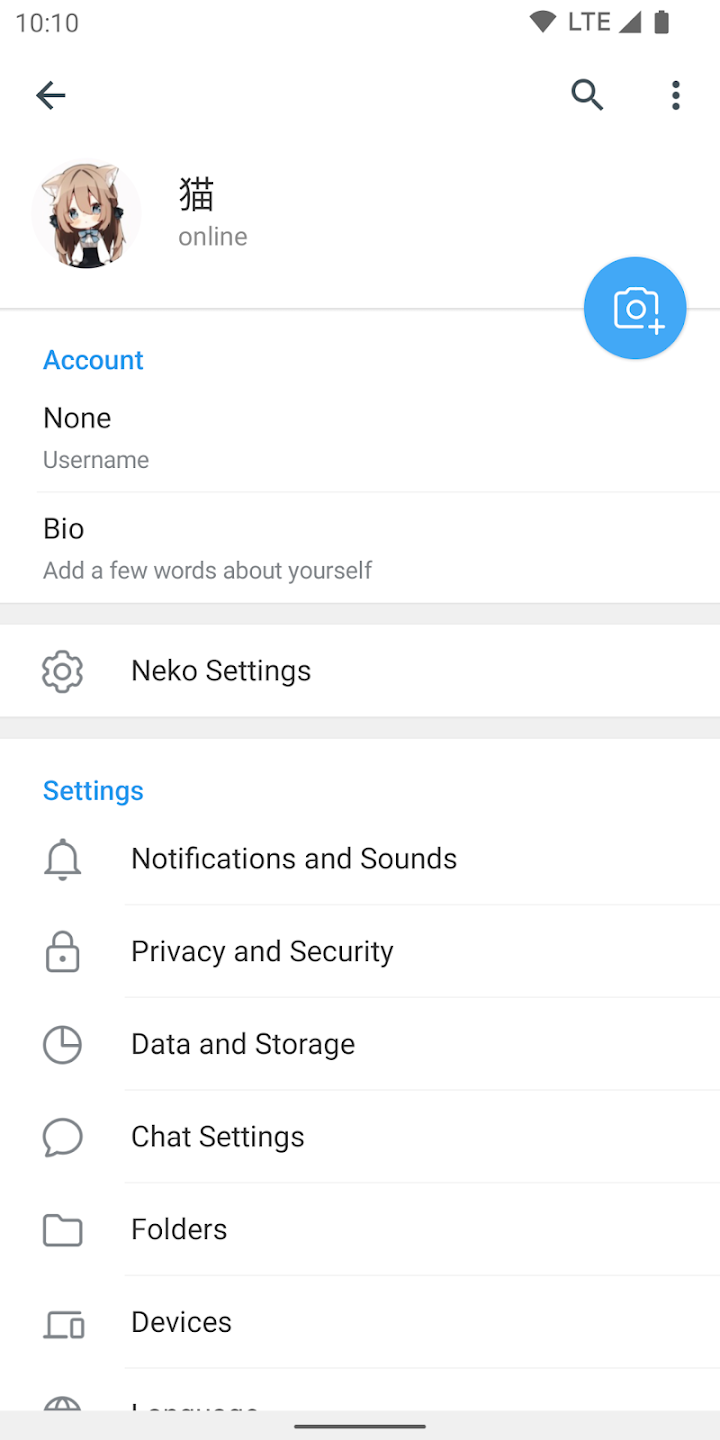 10:10
LTE
猫
online
Account
None
Username
Bio
Add a few words about yourself
Neko Settings
Settings
Notifications and Sounds
Privacy and Security
Data and Storage
Chat Settings
Folders
Devices
Language